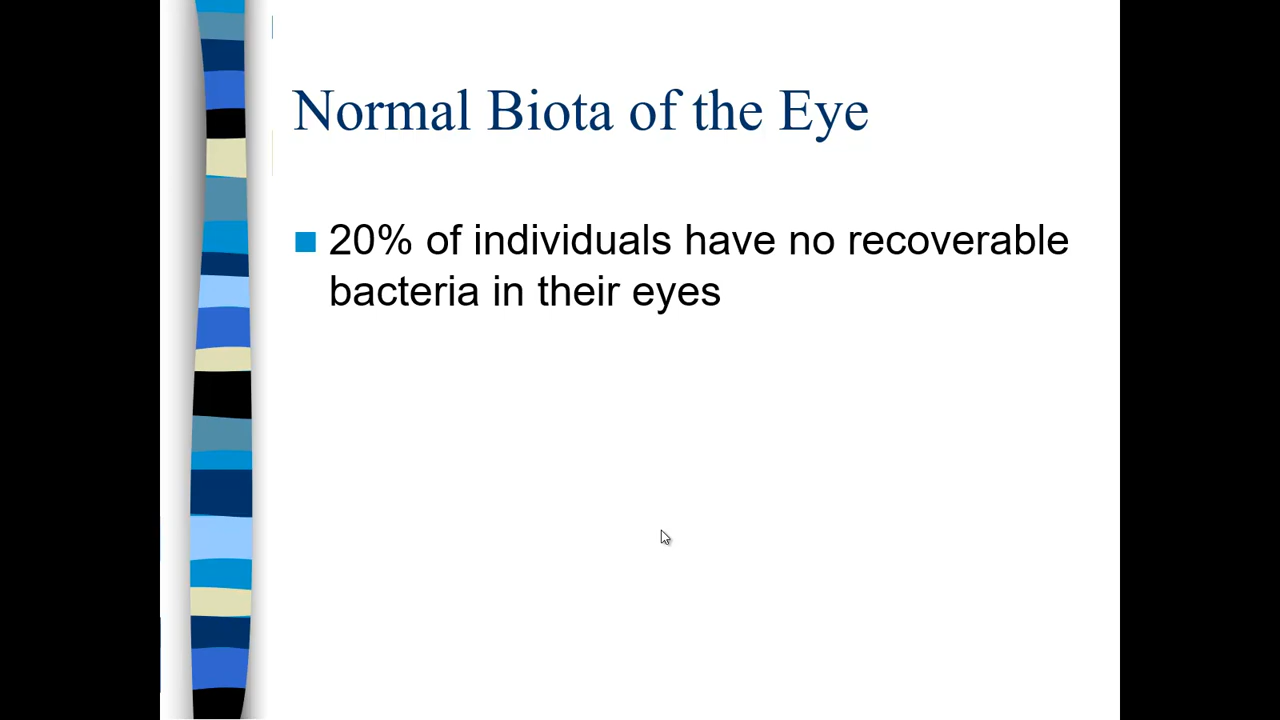 Normal Biota of the Eye
20% of individuals have no recoverable
bacteria in their eyes